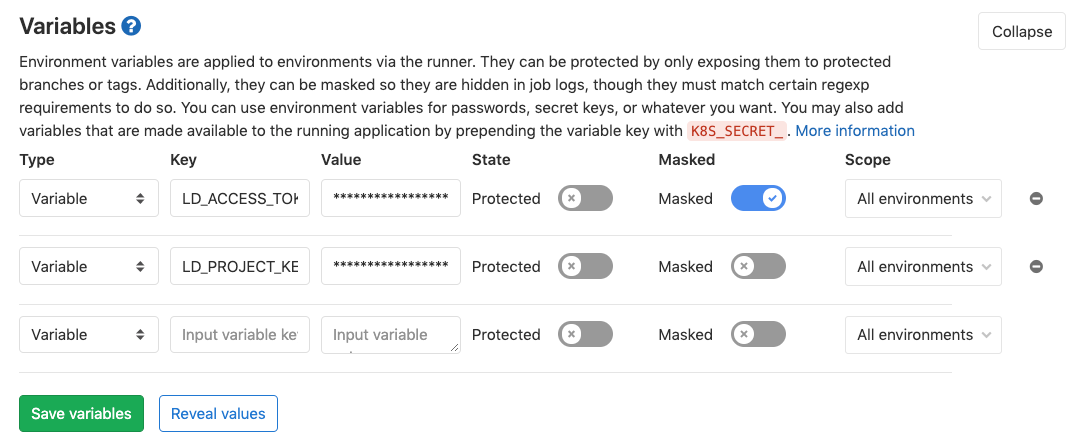 Variables
Collapse
Environment variables are applied to environments via the runner. They can be protected by only exposing them to protected
branches or tags. Additionally, they can be masked so they are hidden in job logs, though they must match certain regexp
requirements to do so. You can use environment variables for passwords, secret keys, or whatever you want. You may also add
variables that are made available to the running application by prepending the variable key with K8S_SECRET_. More information
Type Key Value State Masked Scope
Variable LD_ACCESS_TOK ***************** Protected Masked All environments
Variable LD_PROJECT_KE ***************** Protected Masked All environments
Variable Input variable ke Input variable Protected Masked All environments
Save variables Reveal values